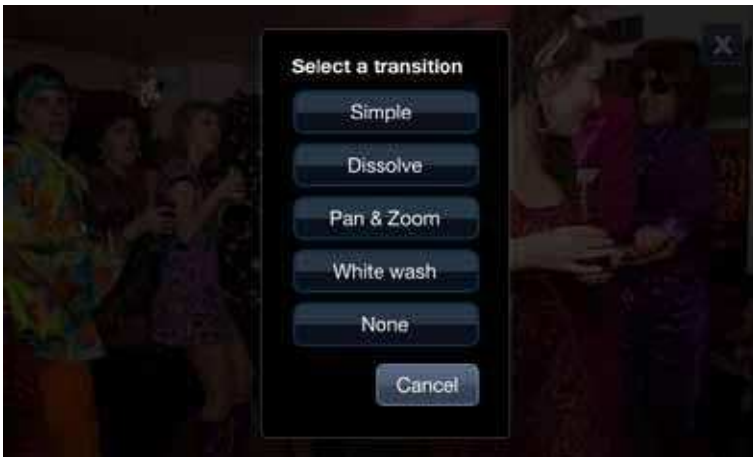 Select a transition
Simple
Dissolve
Pan & Zoom
White wash
None
Cancel
X